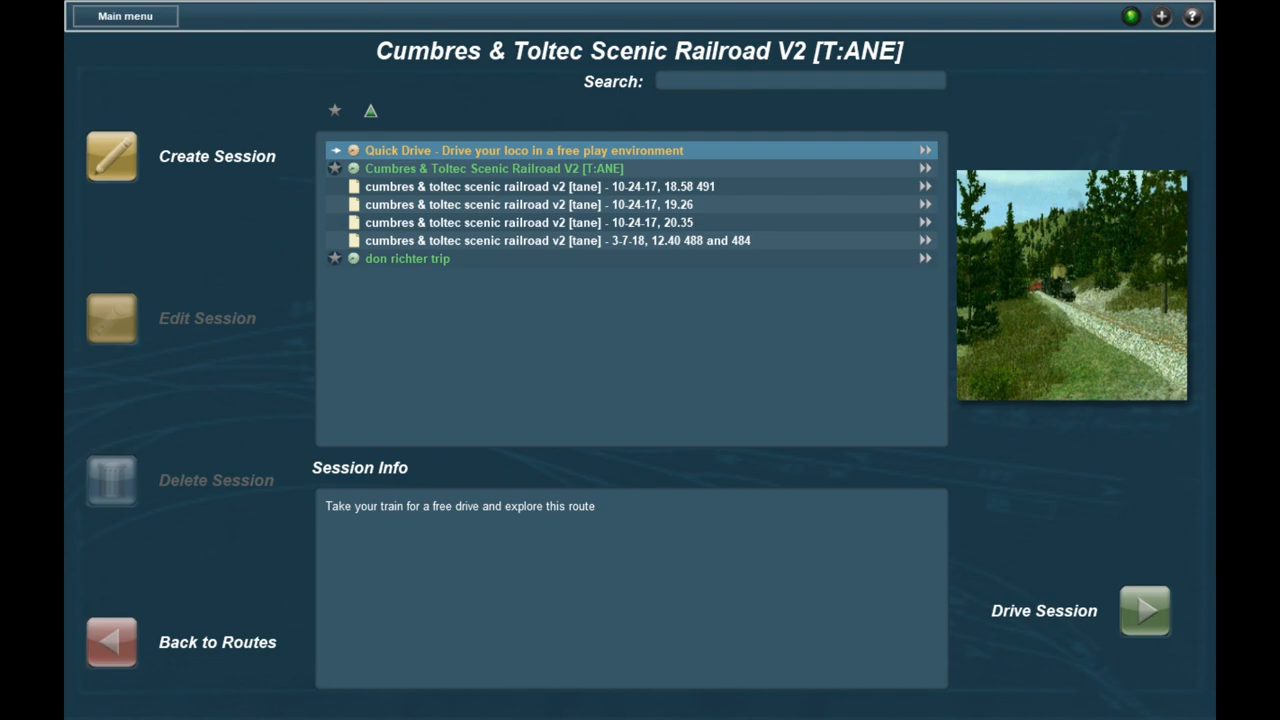 Main menu
?
Cumbres & Toltec Scenic Railroad V2 [T:ANE]
Search:
Create Session
Quick Drive - Drive your loco in a free play environment
Cumbres & Toltec Scenic Railroad V2 [T:ANE]
cumbres & toltec scenic railroad v2 [tane] - 10-24-17, 18.58 491
cumbres & toltec scenic railroad v2 [tane] - 10-24-17, 19.26
cumbres & toltec scenic railroad v2 [tane] - 10-24-17, 20.35
cumbres & toltec scenic railroad v2 [tane] - 3-7-18, 12.40 488 and 484
don richter trip
Edit Session
Delete Session
Session Info
Take your train for a free drive and explore this route
Drive Session
Back to Routes